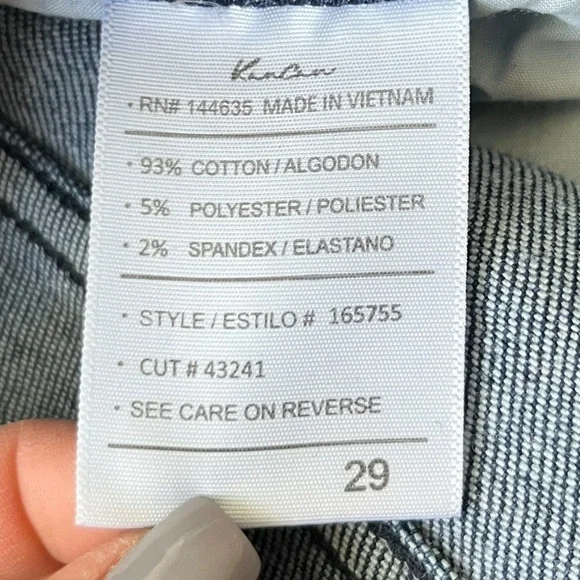 KanCan
• RN# 144635 MADE IN VIETNAM
• 93% COTTON / ALGODON
• 5% POLYESTER / POLIESTER
• 2% SPANDEX / ELASTANO
• STYLE / ESTILO # 165755
• CUT # 43241
• SEE CARE ON REVERSE
29